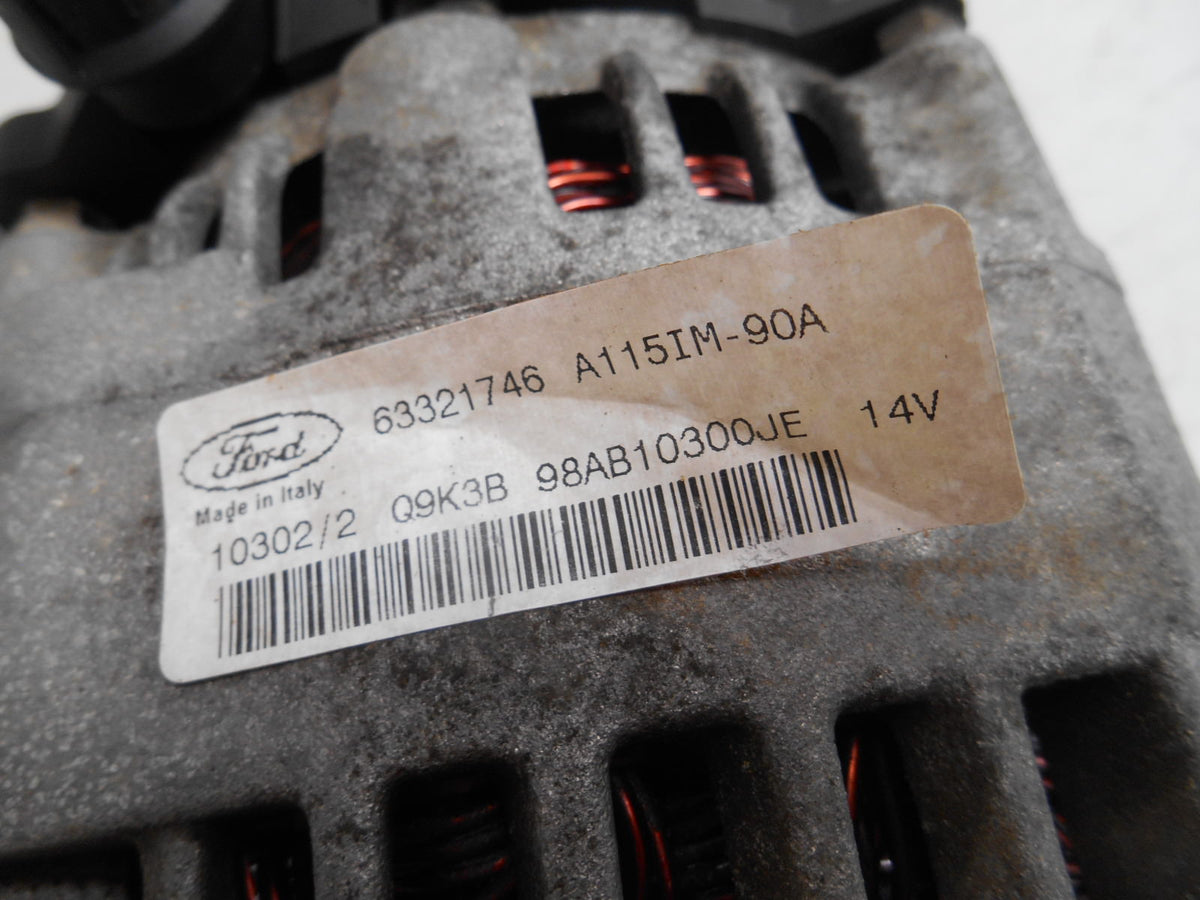 63321746 A115IM-90A
Ford
Made in Italy
10302/2 Q9K3B 98AB10300JE 14V